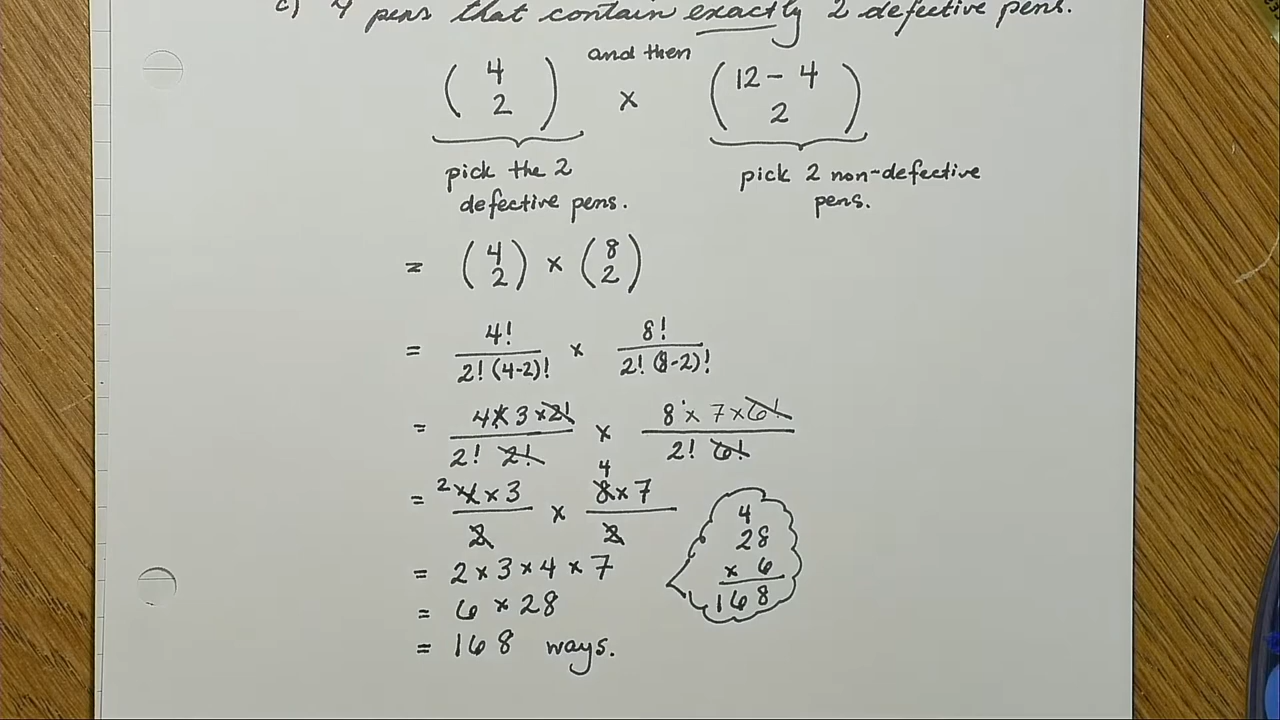 c) 4 pens that contain exactly 2 defective pens.
and then
( 4 2 ) × ( 12 - 4 2 )
pick the 2 defective pens.
pick 2 non-defective pens.
= ( 4 2 ) × ( 8 2 )
= 4! / 2! (4-2)! × 8! / 2! (8-2)!
= 4 × 3 × 2! / 2! 2! × 8 × 7 × 6! / 2! 6!
= 2 4 × 3 / 2 × 4 8 × 7 / 2
= 2 × 3 × 4 × 7
= 6 × 28
= 168 ways.
4
28
× 6
168